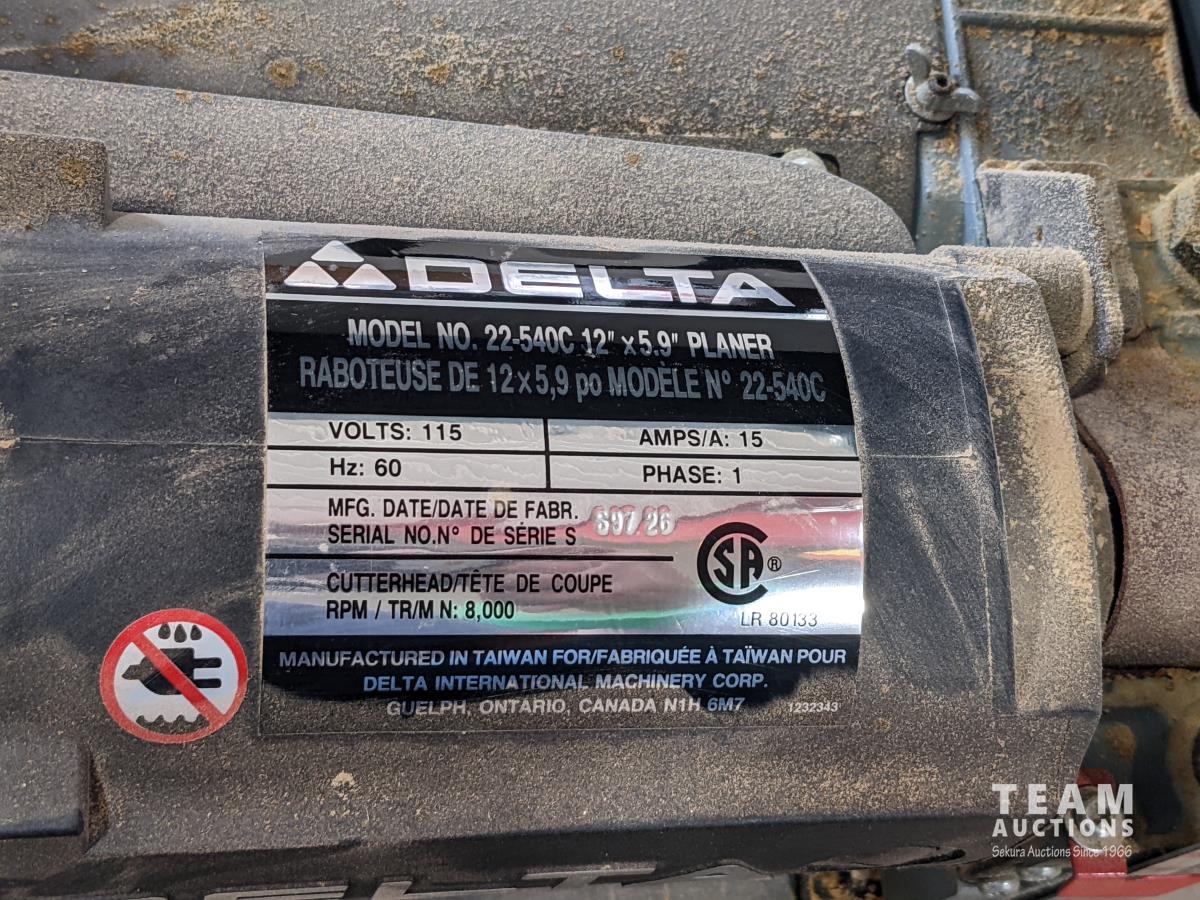 DELTA
MODEL NO. 22-540C 12" x 5.9" PLANER
RABOTEUSE DE 12 x 5,9 po MODÈLE N° 22-540C
VOLTS: 115
AMPS/A: 15
Hz: 60
PHASE: 1
MFG. DATE/DATE DE FABR.
SERIAL NO.N° DE SÉRIE S
S97/26
CUTTERHEAD/TÊTE DE COUPE
RPM / TR/M N: 8,000
CSA ®
LR 80133
MANUFACTURED IN TAIWAN FOR/FABRIQUÉE À TAÏWAN POUR
DELTA INTERNATIONAL MACHINERY CORP.
GUELPH, ONTARIO, CANADA N1H 6M7
1232343
TEAM
AUCTIONS
Sekura Auctions Since 1966